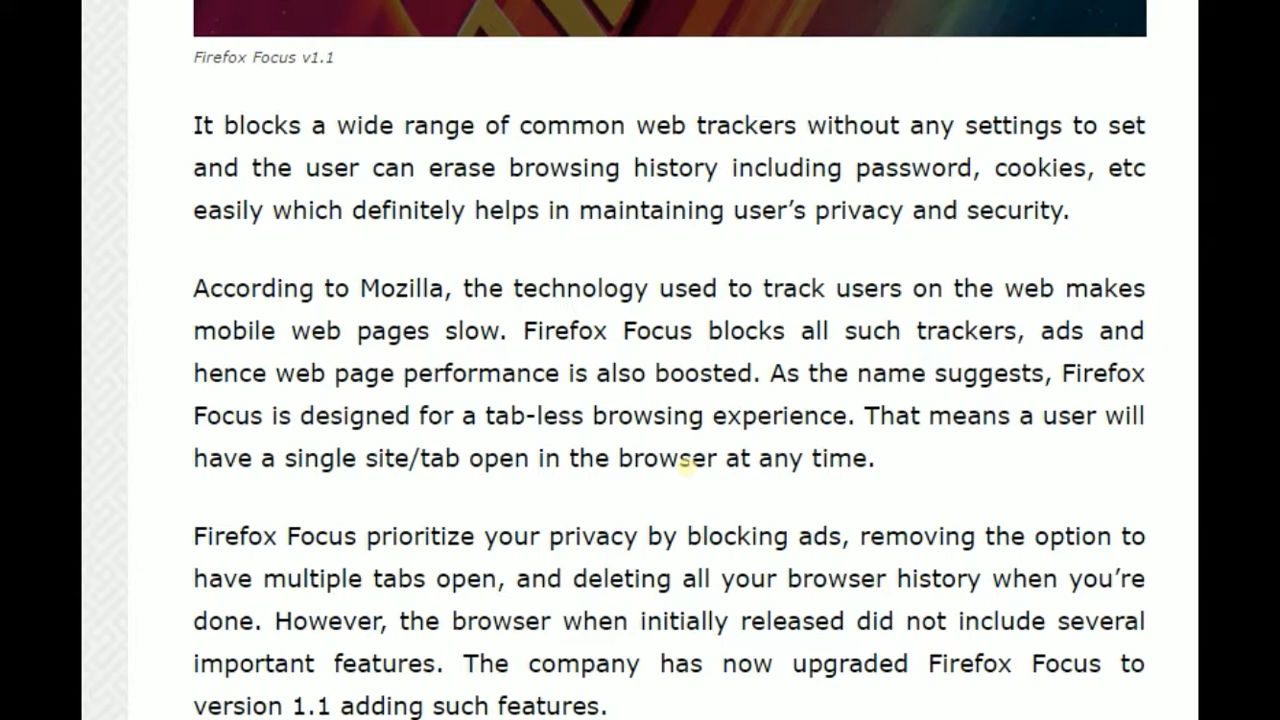 Firefox Focus v1.1
It blocks a wide range of common web trackers without any settings to set
and the user can erase browsing history including password, cookies, etc
easily which definitely helps in maintaining user’s privacy and security.
According to Mozilla, the technology used to track users on the web makes
mobile web pages slow. Firefox Focus blocks all such trackers, ads and
hence web page performance is also boosted. As the name suggests, Firefox
Focus is designed for a tab-less browsing experience. That means a user will
have a single site/tab open in the browser at any time.
Firefox Focus prioritize your privacy by blocking ads, removing the option to
have multiple tabs open, and deleting all your browser history when you’re
done. However, the browser when initially released did not include several
important features. The company has now upgraded Firefox Focus to
version 1.1 adding such features.